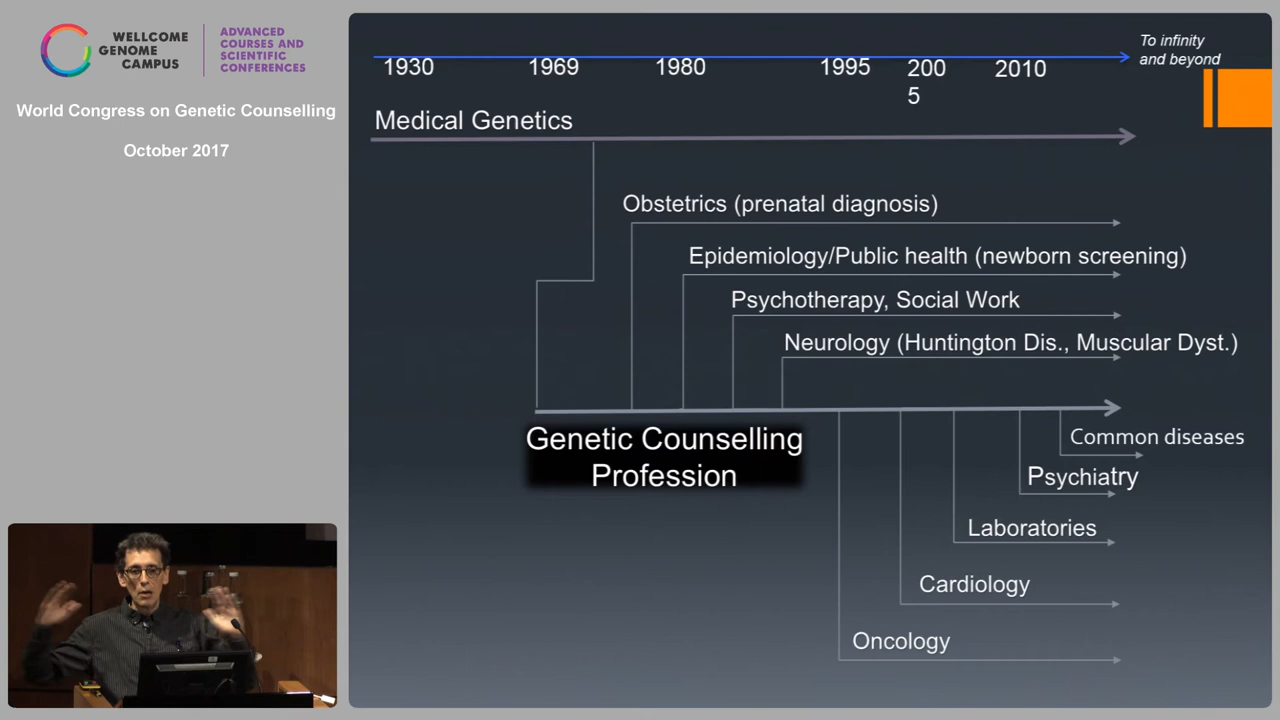 WELLCOME
GENOME
CAMPUS
ADVANCED
COURSES AND
SCIENTIFIC
CONFERENCES
World Congress on Genetic Counselling
October 2017
1930
1969
1980
1995
200
5
2010
To infinity
and beyond
Medical Genetics
Obstetrics (prenatal diagnosis)
Epidemiology/Public health (newborn screening)
Psychotherapy, Social Work
Neurology (Huntington Dis., Muscular Dyst.)
Genetic Counselling
Profession
Common diseases
Psychiatry
Laboratories
Cardiology
Oncology